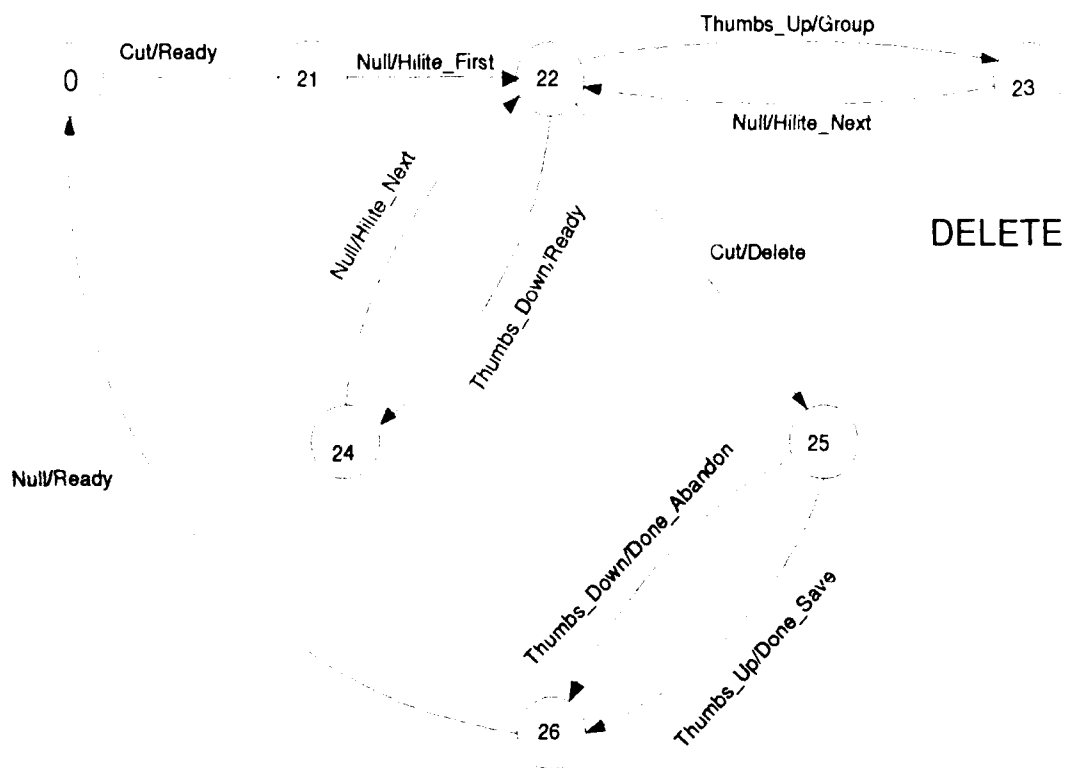 Thumbs_Up/Group
Cut/Ready
Null/Hilite_First
0
21
22
23
Null/Hilite_Next
Null/Hilite_Next
Thumbs_Down/Ready
DELETE
Cut/Delete
24
25
Null/Ready
Thumbs_Down/Done_Abandon
Thumbs_Up/Done_Save
26